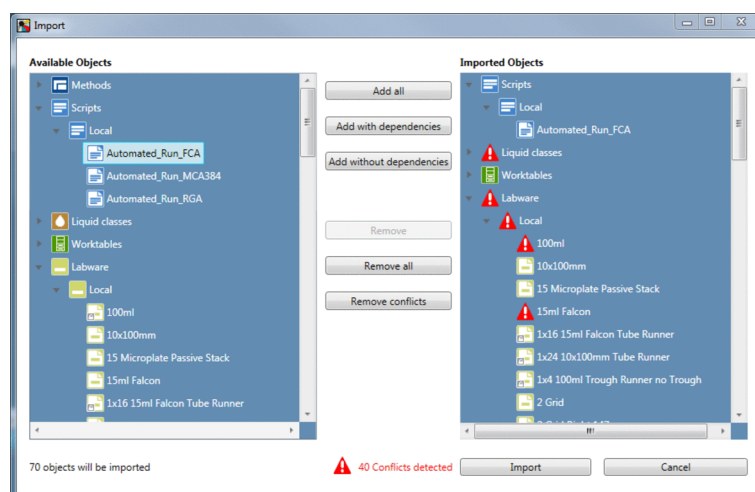 Import
Available Objects
Methods
Scripts
Local
Automated_Run_FCA
Automated_Run_MCA384
Automated_Run_RGA
Liquid classes
Worktables
Labware
Local
100ml
10x100mm
15 Microplate Passive Stack
15ml Falcon
1x16 15ml Falcon Tube Runner
Add all
Add with dependencies
Add without dependencies
Remove
Remove all
Remove conflicts
Imported Objects
Scripts
Local
Automated_Run_FCA
Liquid classes
Worktables
Labware
Local
100ml
10x100mm
15 Microplate Passive Stack
15ml Falcon
1x16 15ml Falcon Tube Runner
1x24 10x100mm Tube Runner
1x4 100ml Trough Runner no Trough
2 Grid
70 objects will be imported
40 Conflicts detected
Import
Cancel